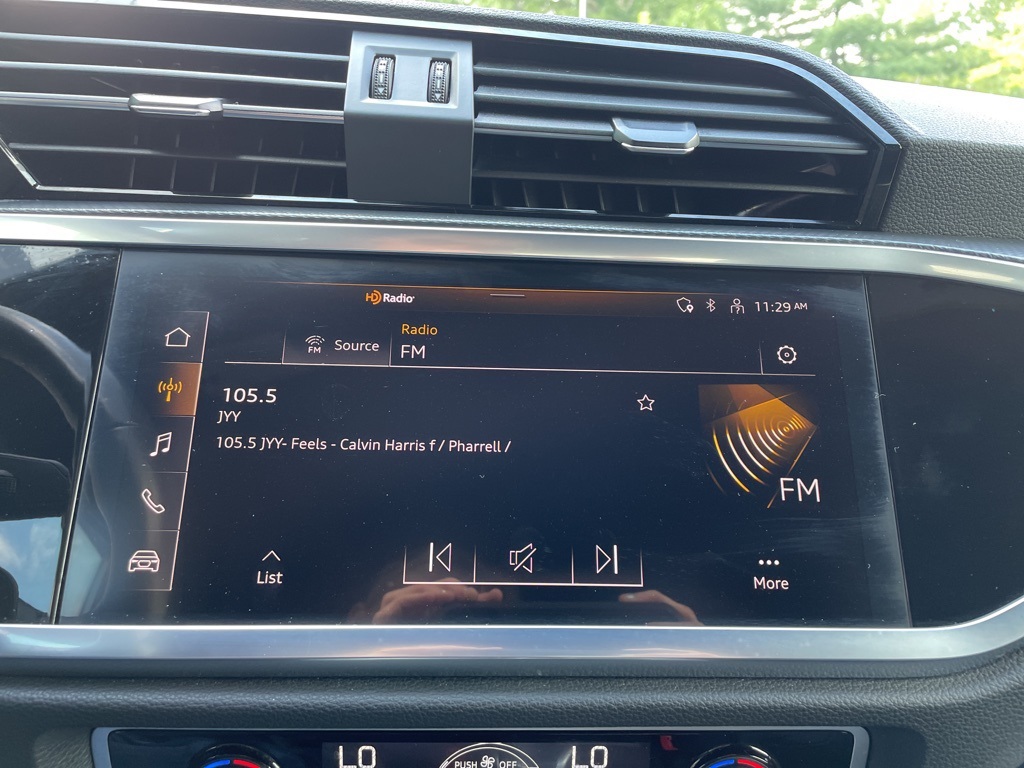 HD Radio
11:29 AM
FM Source
Radio
FM
105.5
JYY
105.5 JYY- Feels - Calvin Harris f / Pharrell /
FM
List
More
LO
PUSH OFF
LO